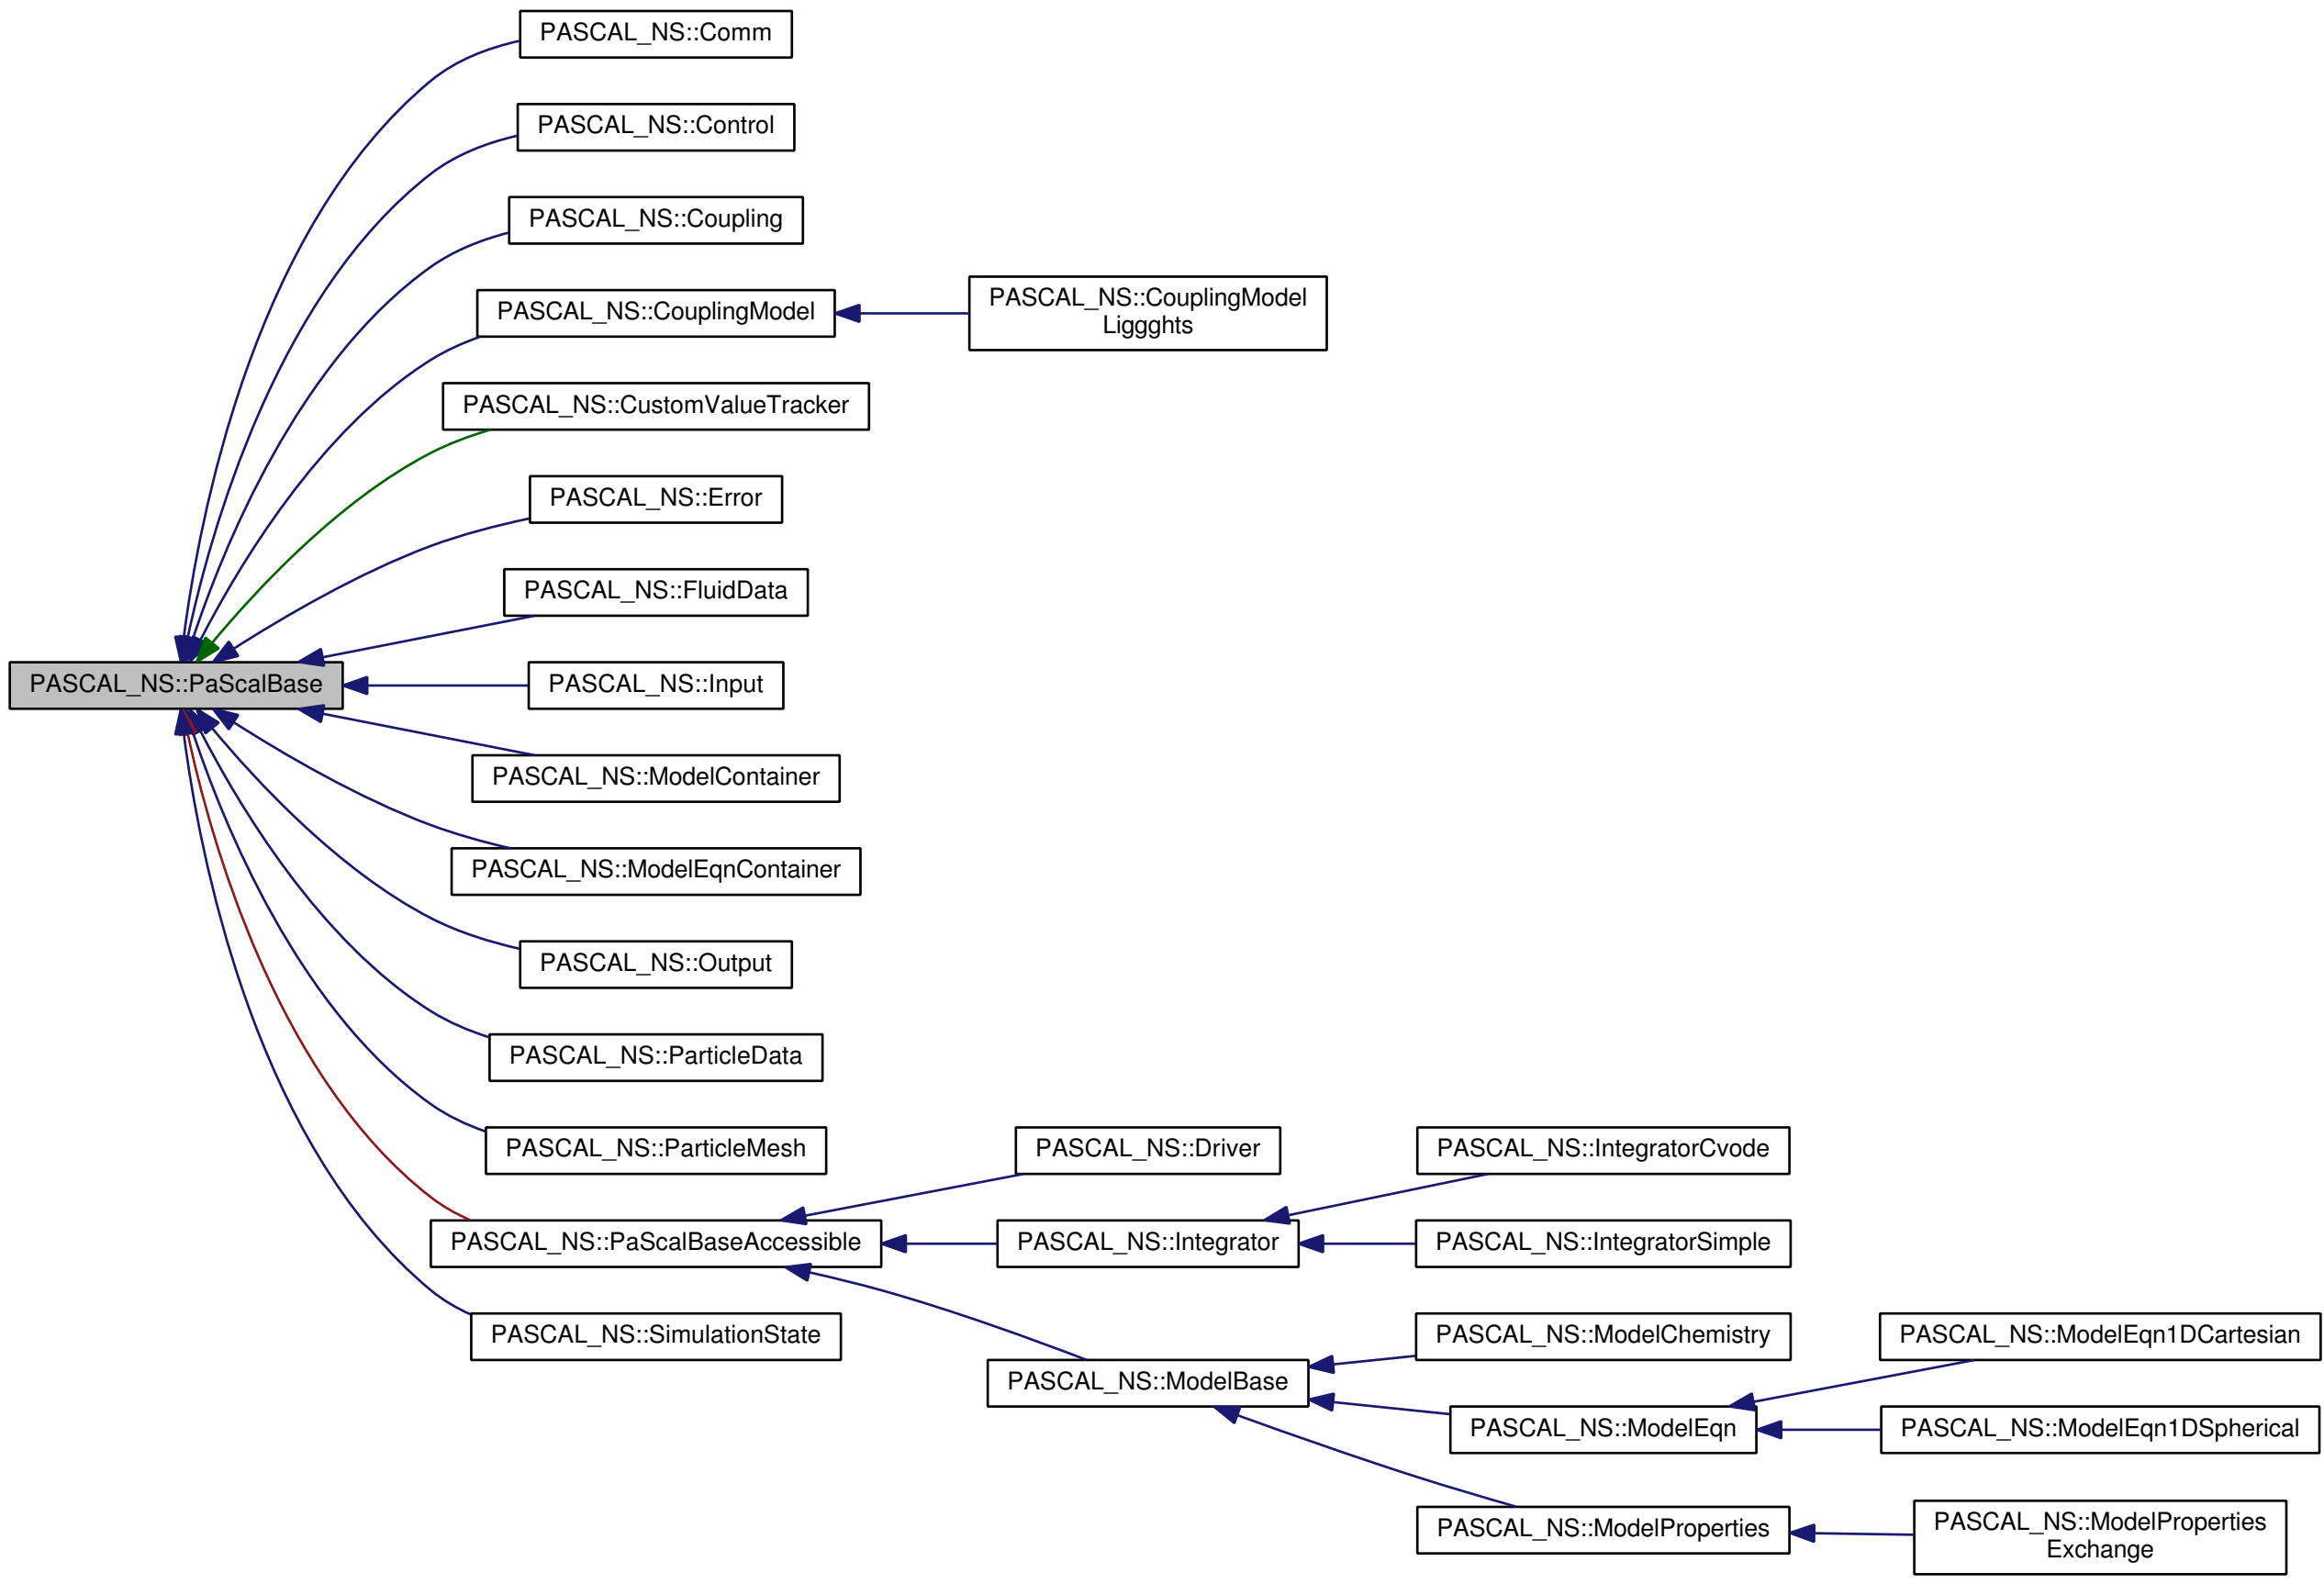 PASCAL_NS::Comm
PASCAL_NS::Control
PASCAL_NS::Coupling
PASCAL_NS::CouplingModel
PASCAL_NS::CouplingModel
Liggghts
PASCAL_NS::CustomValueTracker
PASCAL_NS::Error
PASCAL_NS::FluidData
PASCAL_NS::PaScalBase
PASCAL_NS::Input
PASCAL_NS::ModelContainer
PASCAL_NS::ModelEqnContainer
PASCAL_NS::Output
PASCAL_NS::ParticleData
PASCAL_NS::ParticleMesh
PASCAL_NS::Driver
PASCAL_NS::IntegratorCvode
PASCAL_NS::PaScalBaseAccessible
PASCAL_NS::Integrator
PASCAL_NS::IntegratorSimple
PASCAL_NS::SimulationState
PASCAL_NS::ModelChemistry
PASCAL_NS::ModelEqn1DCartesian
PASCAL_NS::ModelBase
PASCAL_NS::ModelEqn
PASCAL_NS::ModelEqn1DSpherical
PASCAL_NS::ModelProperties
PASCAL_NS::ModelProperties
Exchange